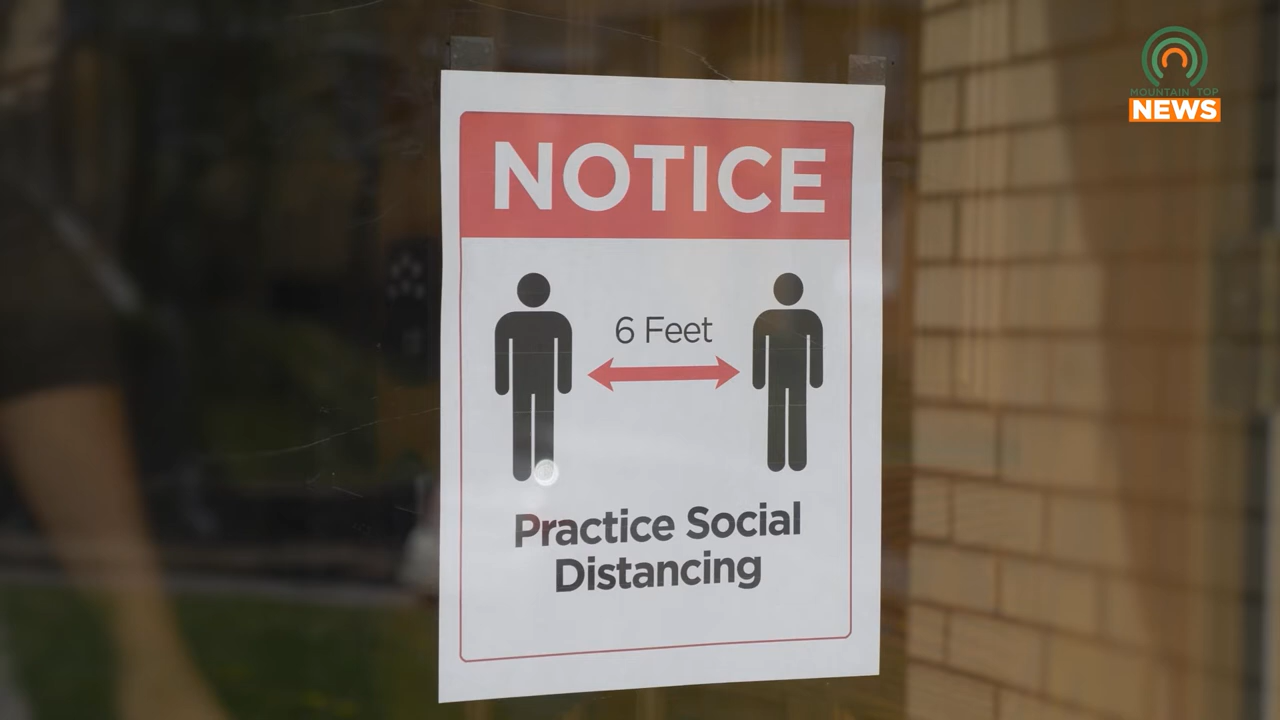 MOUNTAIN TOP
NEWS
NOTICE
6 Feet
Practice Social
Distancing